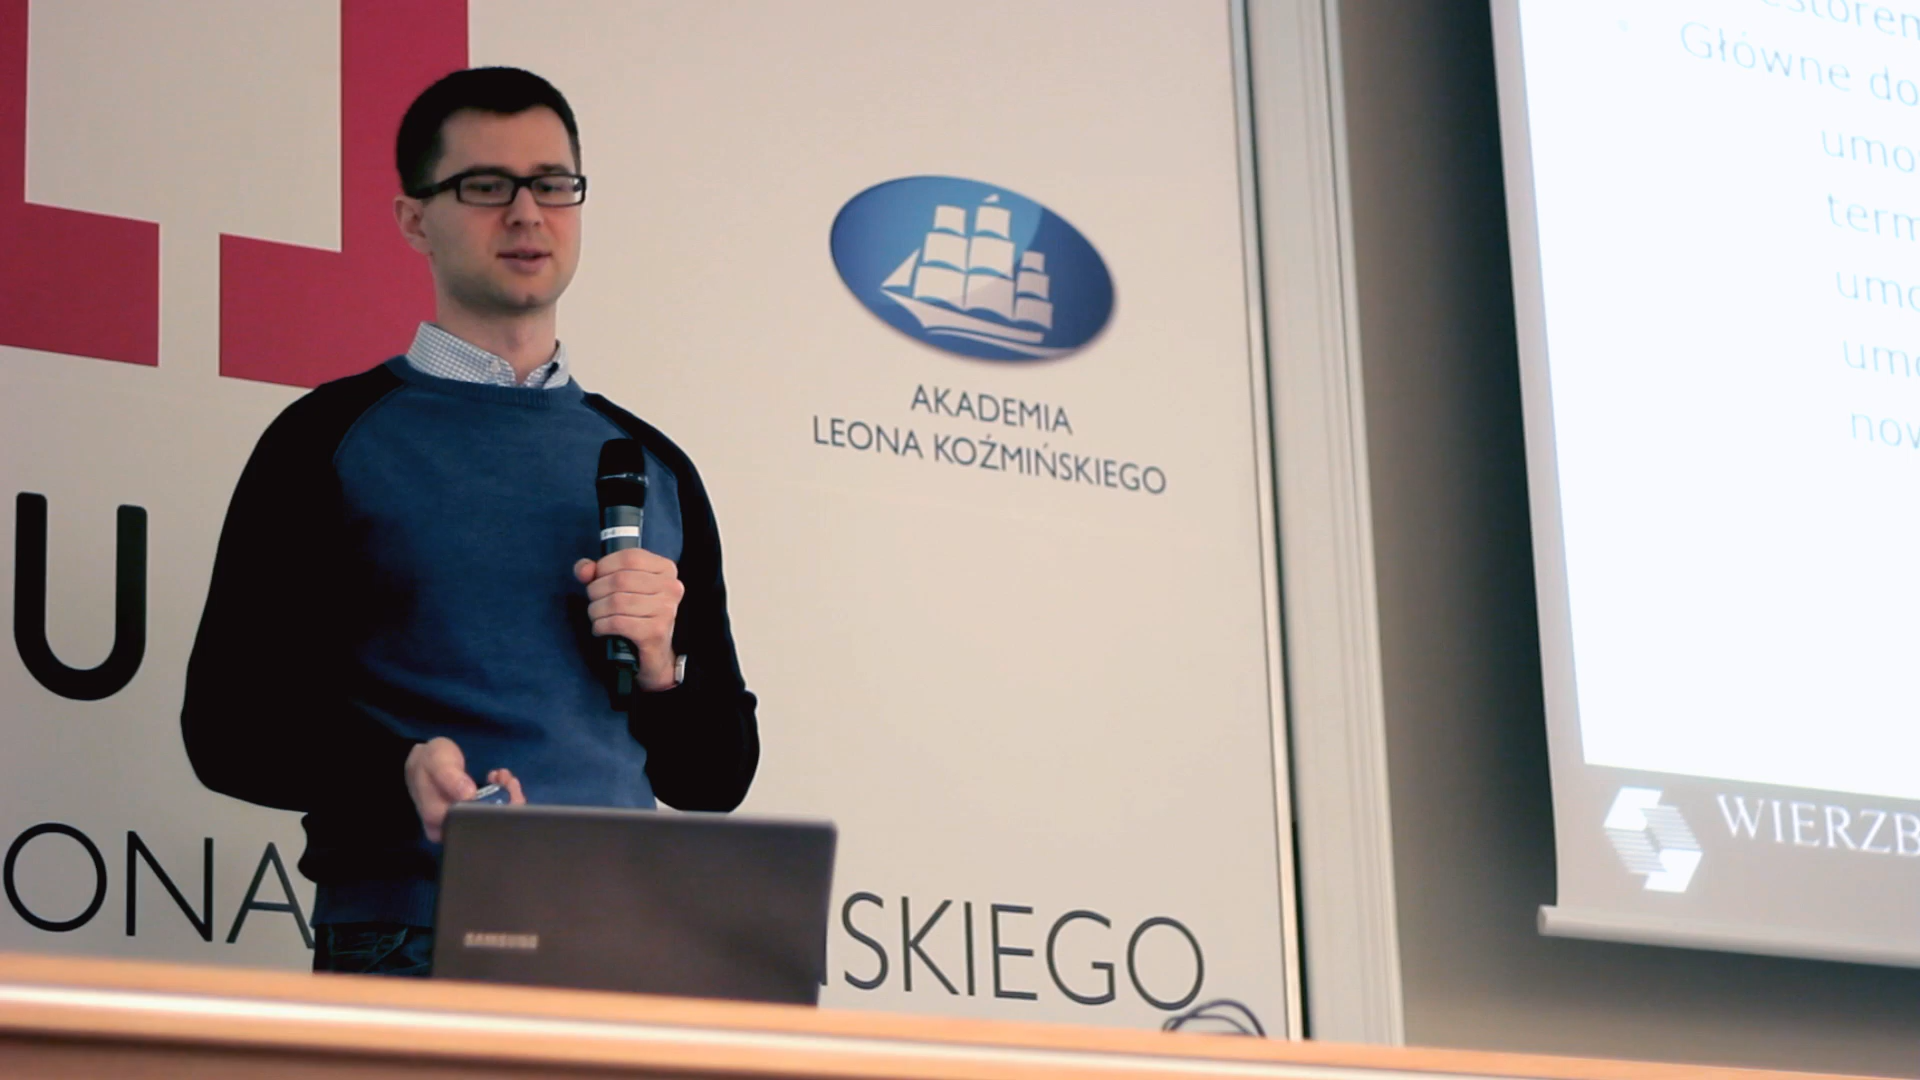 U
ONA
SKIEGO
AKADEMIA
LEONA KOŹMIŃSKIEGO
SAMSUNG
Główne do
umo
term
umo
umo
now
WIERZB